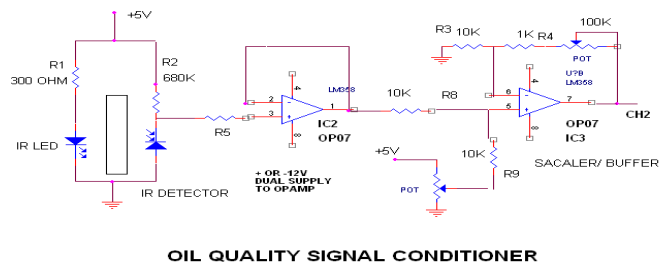 +5V
R1
300 OHM
IR LED
R2
680K
IR DETECTOR
R5
2
3
4
8
1
LM358
IC2
OP07
+ OR -12V
DUAL SUPPLY
TO OPAMP
10K
R8
+5V
POT
10K
R9
R3
10K
1K
R4
100K
POT
U?B
LM358
4
6
5
7
8
OP07
IC3
CH2
SACALER/ BUFFER
OIL QUALITY SIGNAL CONDITIONER